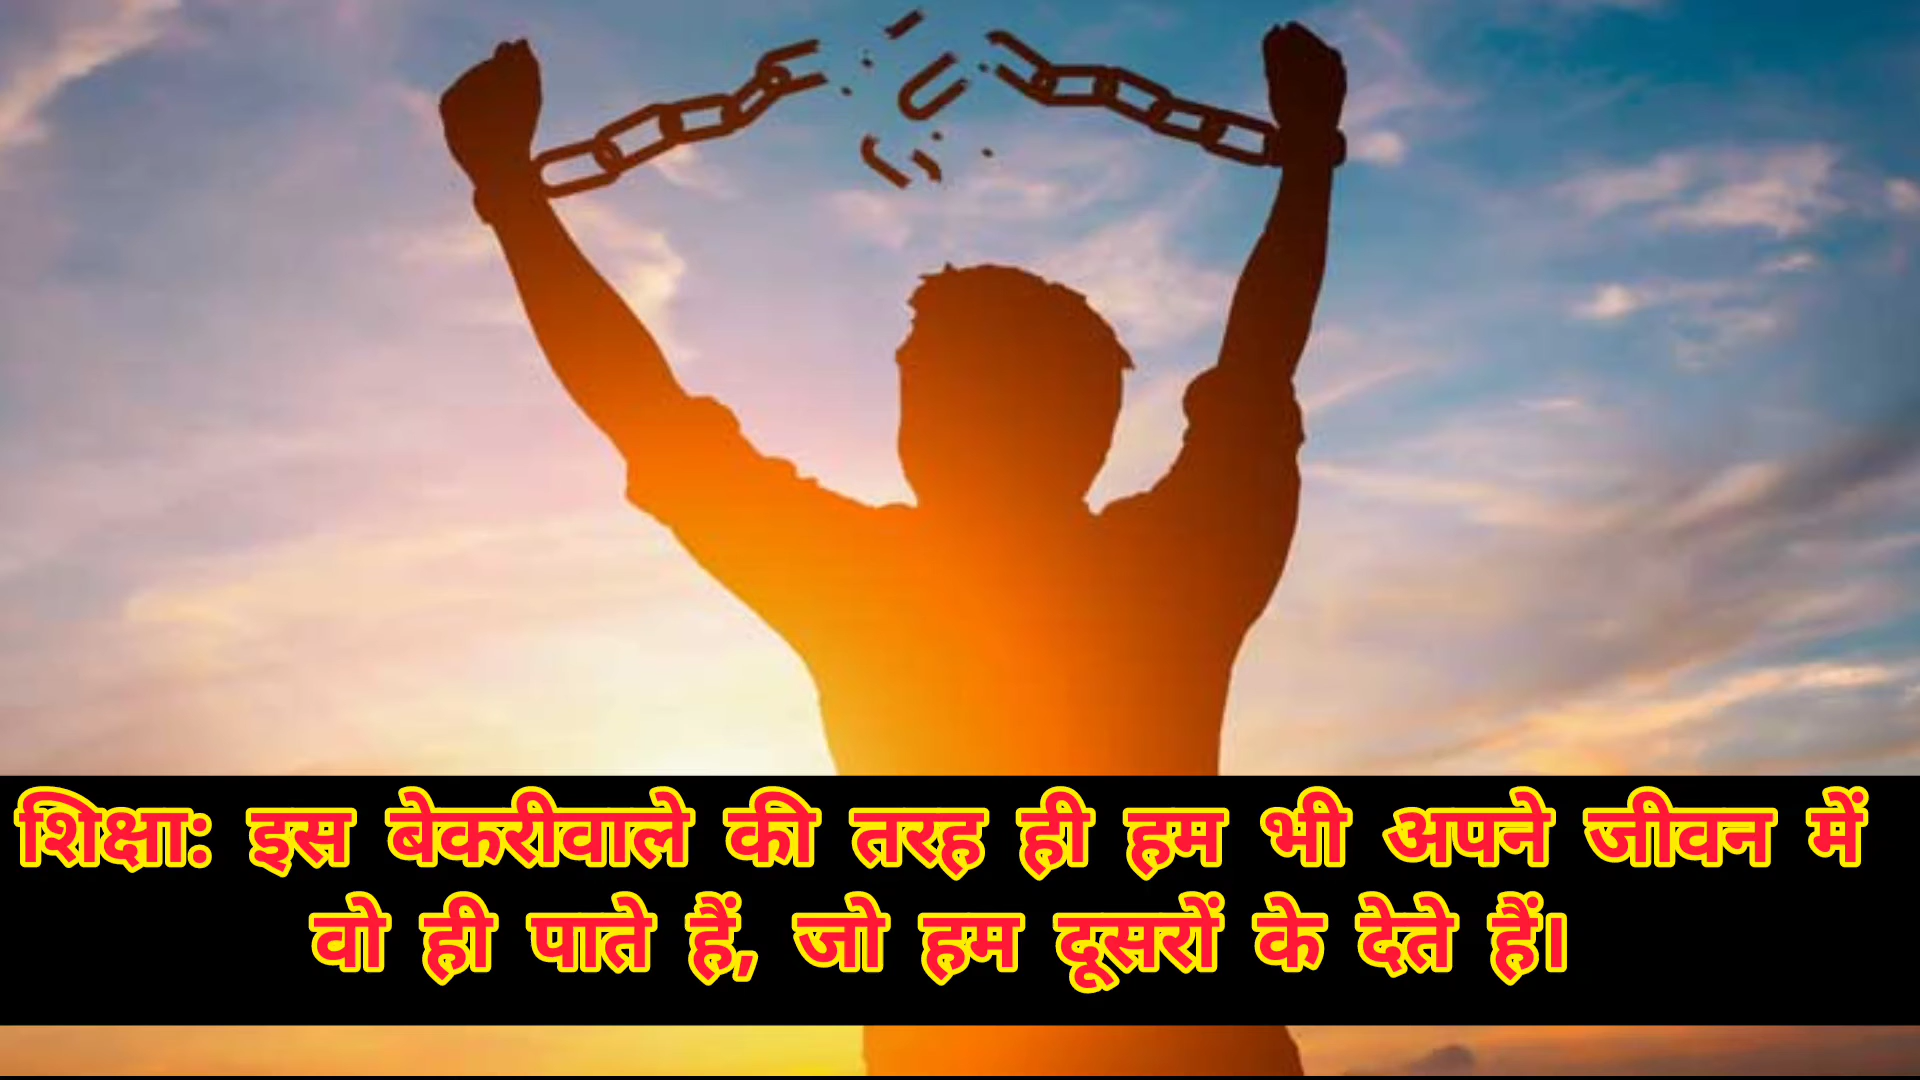 शिक्षा: इस बेकरीवाले की तरह ही हम भी अपने जीवन में
वो ही पाते हैं, जो हम दूसरों के देते हैं।